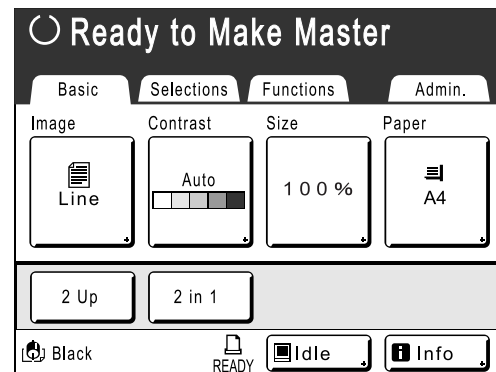 Ready to Make Master
Basic Selections Functions Admin.
Image Contrast Size Paper
Line Auto 100% A4
2 Up 2 in 1
Black READY Idle Info